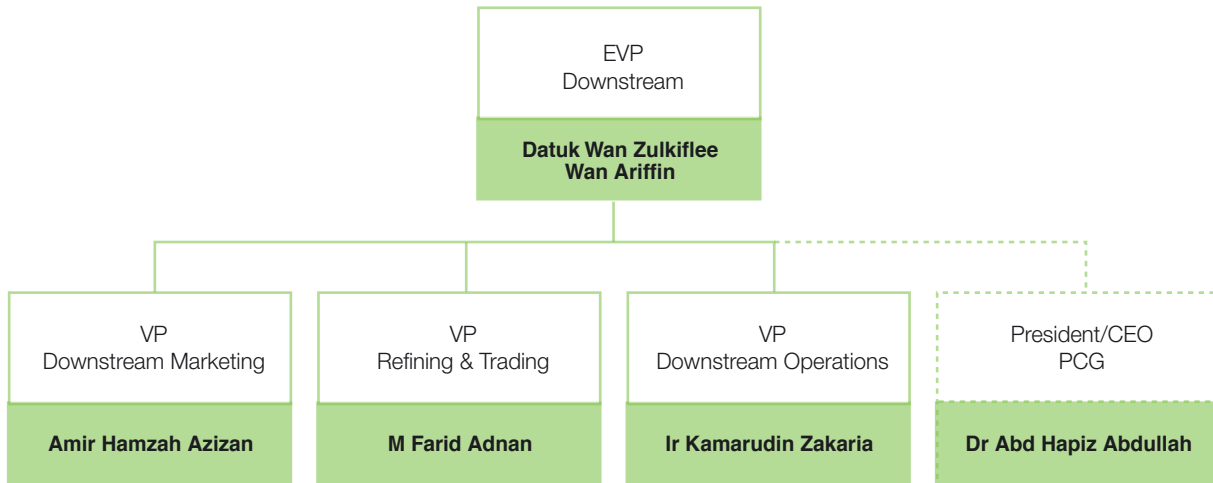 EVP
Downstream
Datuk Wan Zulkiflee
Wan Ariffin
VP
Downstream Marketing
Amir Hamzah Azizan
VP
Refining & Trading
M Farid Adnan
VP
Downstream Operations
Ir Kamarudin Zakaria
President/CEO
PCG
Dr Abd Hapiz Abdullah